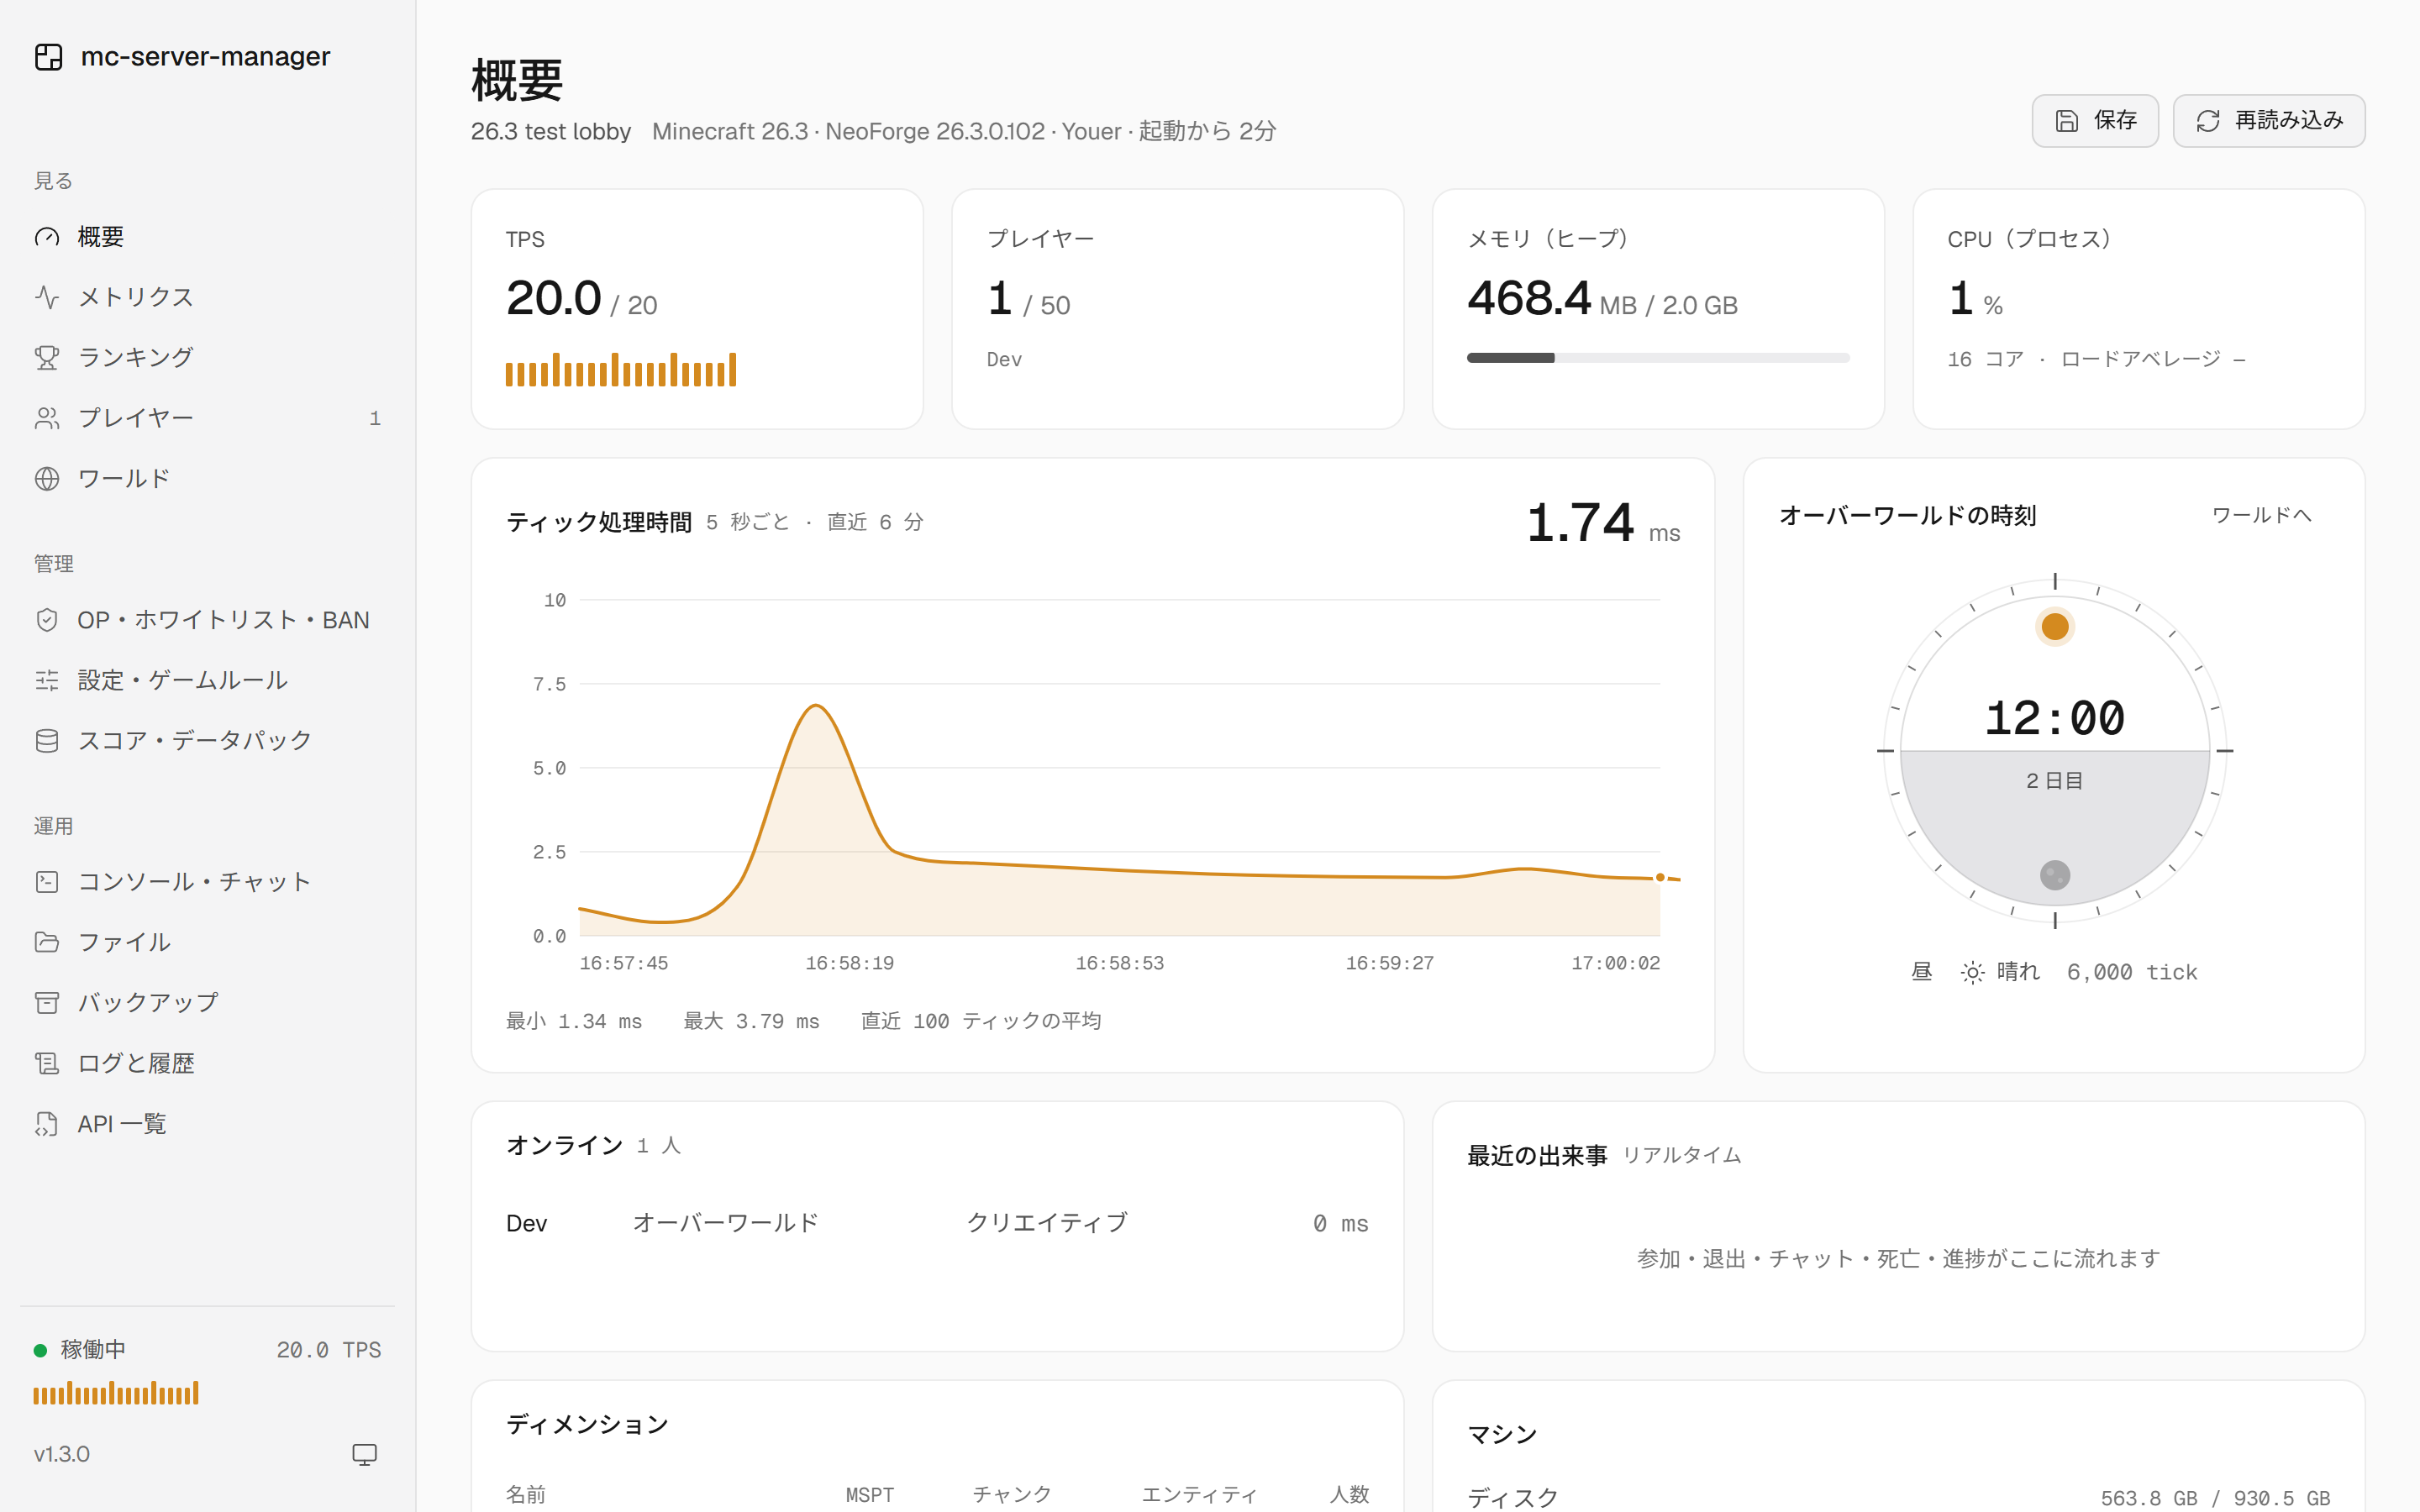 mc-server-manager
見る
概要
メトリクス
ランキング
プレイヤー 1
ワールド
管理
OP・ホワイトリスト・BAN
設定・ゲームルール
スコア・データパック
運用
コンソール・チャット
ファイル
バックアップ
ログと履歴
API 一覧
稼働中 20.0 TPS
v1.3.0
概要
26.3 test lobby Minecraft 26.3 · NeoForge 26.3.0.102 · Youer · 起動から 2分
保存 再読み込み
TPS
20.0 / 20
プレイヤー
1 / 50
Dev
メモリ（ヒープ）
468.4 MB / 2.0 GB
CPU（プロセス）
1 %
16 コア · ロードアベレージ –
ティック処理時間 5 秒ごと · 直近 6 分
1.74 ms
10
7.5
5.0
2.5
0.0
16:57:45 16:58:19 16:58:53 16:59:27 17:00:02
最小 1.34 ms 最大 3.79 ms 直近 100 ティックの平均
オーバーワールドの時刻 ワールドへ
12:00
2 日目
昼 晴れ 6,000 tick
オンライン 1 人
Dev オーバーワールド クリエイティブ 0 ms
最近の出来事 リアルタイム
参加・退出・チャット・死亡・進捗がここに流れます
ディメンション
名前 MSPT チャンク エンティティ 人数
マシン
ディスク 563.8 GB / 930.5 GB